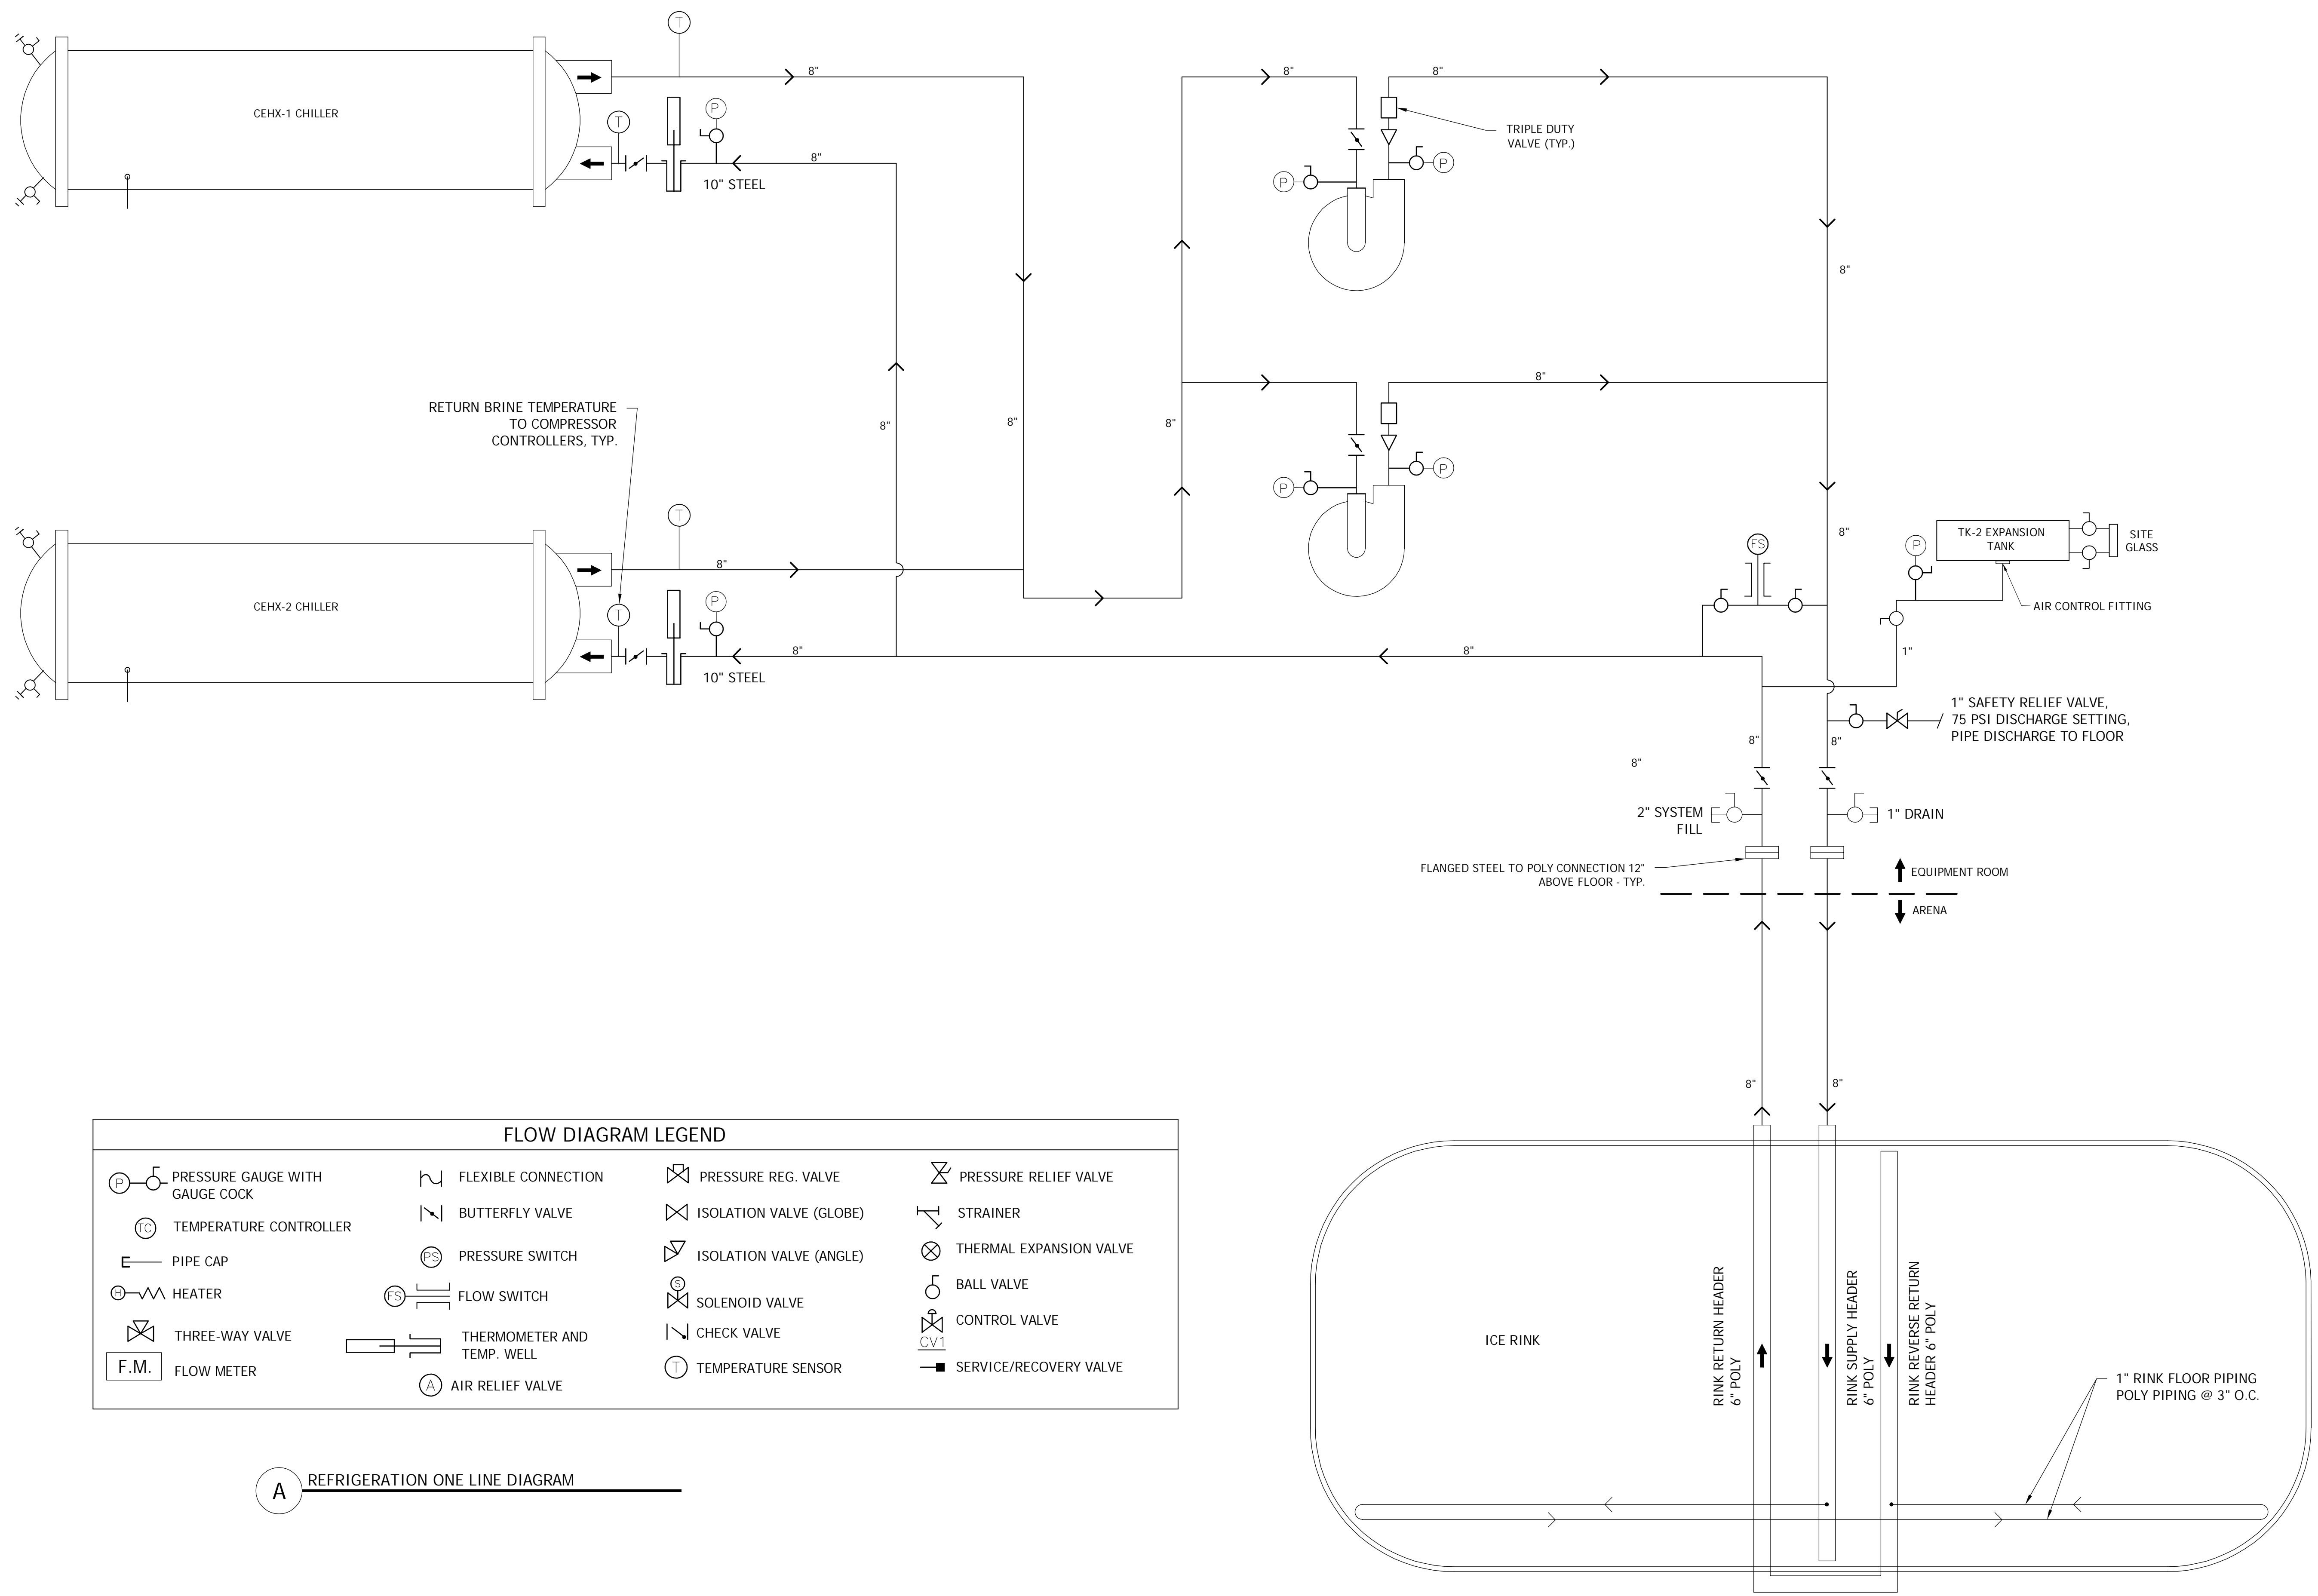 T
8"
8"
8"
CEHX-1 CHILLER
P
T
8"
10" STEEL
TRIPLE DUTY
VALVE (TYP.)
P
P
8"
8"
RETURN BRINE TEMPERATURE
TO COMPRESSOR
CONTROLLERS, TYP.
8"
8"
8"
P
P
T
8"
CEHX-2 CHILLER
T
P
8"
10" STEEL
8"
FS
8"
P
TK-2 EXPANSION
TANK
SITE
GLASS
AIR CONTROL FITTING
1"
1" SAFETY RELIEF VALVE,
75 PSI DISCHARGE SETTING,
PIPE DISCHARGE TO FLOOR
8"
8"
8"
2" SYSTEM
FILL
1" DRAIN
FLANGED STEEL TO POLY CONNECTION 12"
ABOVE FLOOR - TYP.
EQUIPMENT ROOM
ARENA
8"
8"
FLOW DIAGRAM LEGEND
P
PRESSURE GAUGE WITH
GAUGE COCK
TC
TEMPERATURE CONTROLLER
PIPE CAP
H
HEATER
THREE-WAY VALVE
F.M.
FLOW METER
FLEXIBLE CONNECTION
BUTTERFLY VALVE
PS
PRESSURE SWITCH
FS
FLOW SWITCH
THERMOMETER AND
TEMP. WELL
A
AIR RELIEF VALVE
PRESSURE REG. VALVE
ISOLATION VALVE (GLOBE)
ISOLATION VALVE (ANGLE)
S
SOLENOID VALVE
CHECK VALVE
T
TEMPERATURE SENSOR
PRESSURE RELIEF VALVE
STRAINER
THERMAL EXPANSION VALVE
BALL VALVE
CONTROL VALVE
CV1
SERVICE/RECOVERY VALVE
A
REFRIGERATION ONE LINE DIAGRAM
ICE RINK
RINK RETURN HEADER
6" POLY
RINK SUPPLY HEADER
6" POLY
RINK REVERSE RETURN
HEADER 6" POLY
1" RINK FLOOR PIPING
POLY PIPING @ 3" O.C.